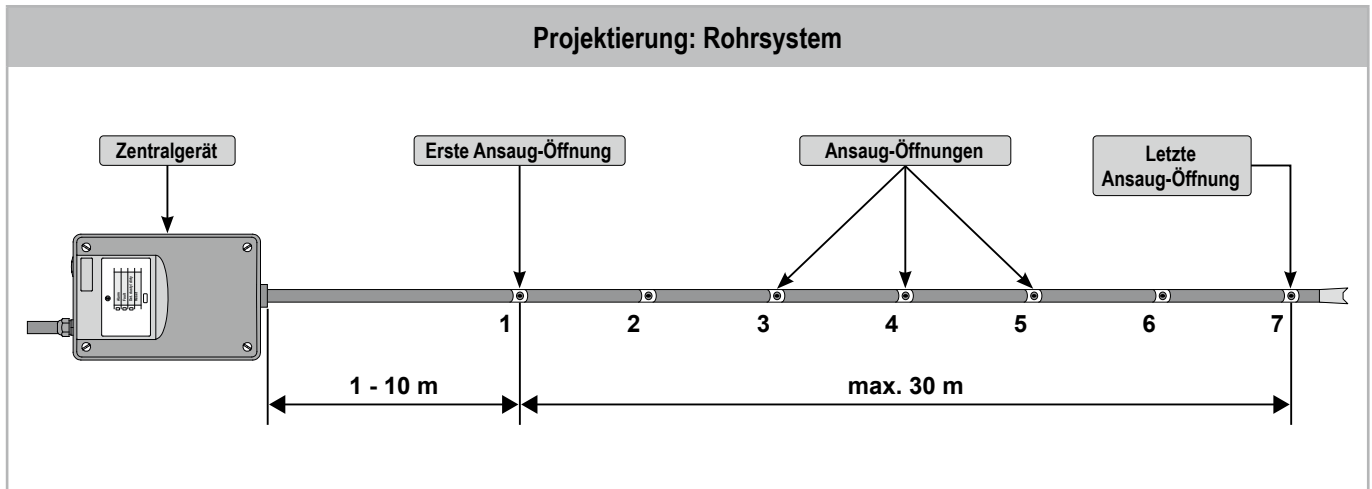 Projektierung: Rohrsystem
Zentralgerät
Erste Ansaug-Öffnung
Ansaug-Öffnungen
Letzte
Ansaug-Öffnung
1
2
3
4
5
6
7
1 - 10 m
max. 30 m